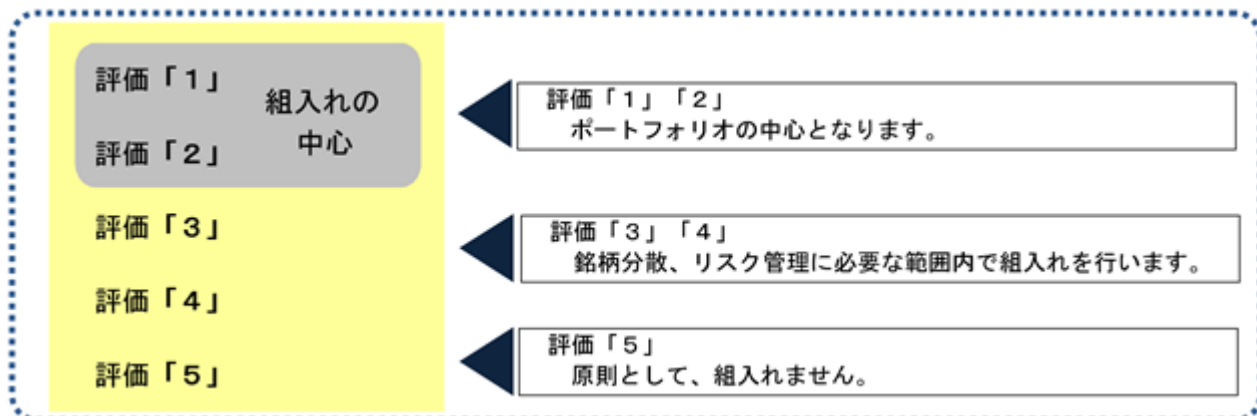 評価「１」
評価「２」
組入れの
中心
評価「３」
評価「４」
評価「５」
評価「１」「２」
ポートフォリオの中心となります。
評価「３」「４」
銘柄分散、リスク管理に必要な範囲内で組入れを行います。
評価「５」
原則として、組入れません。